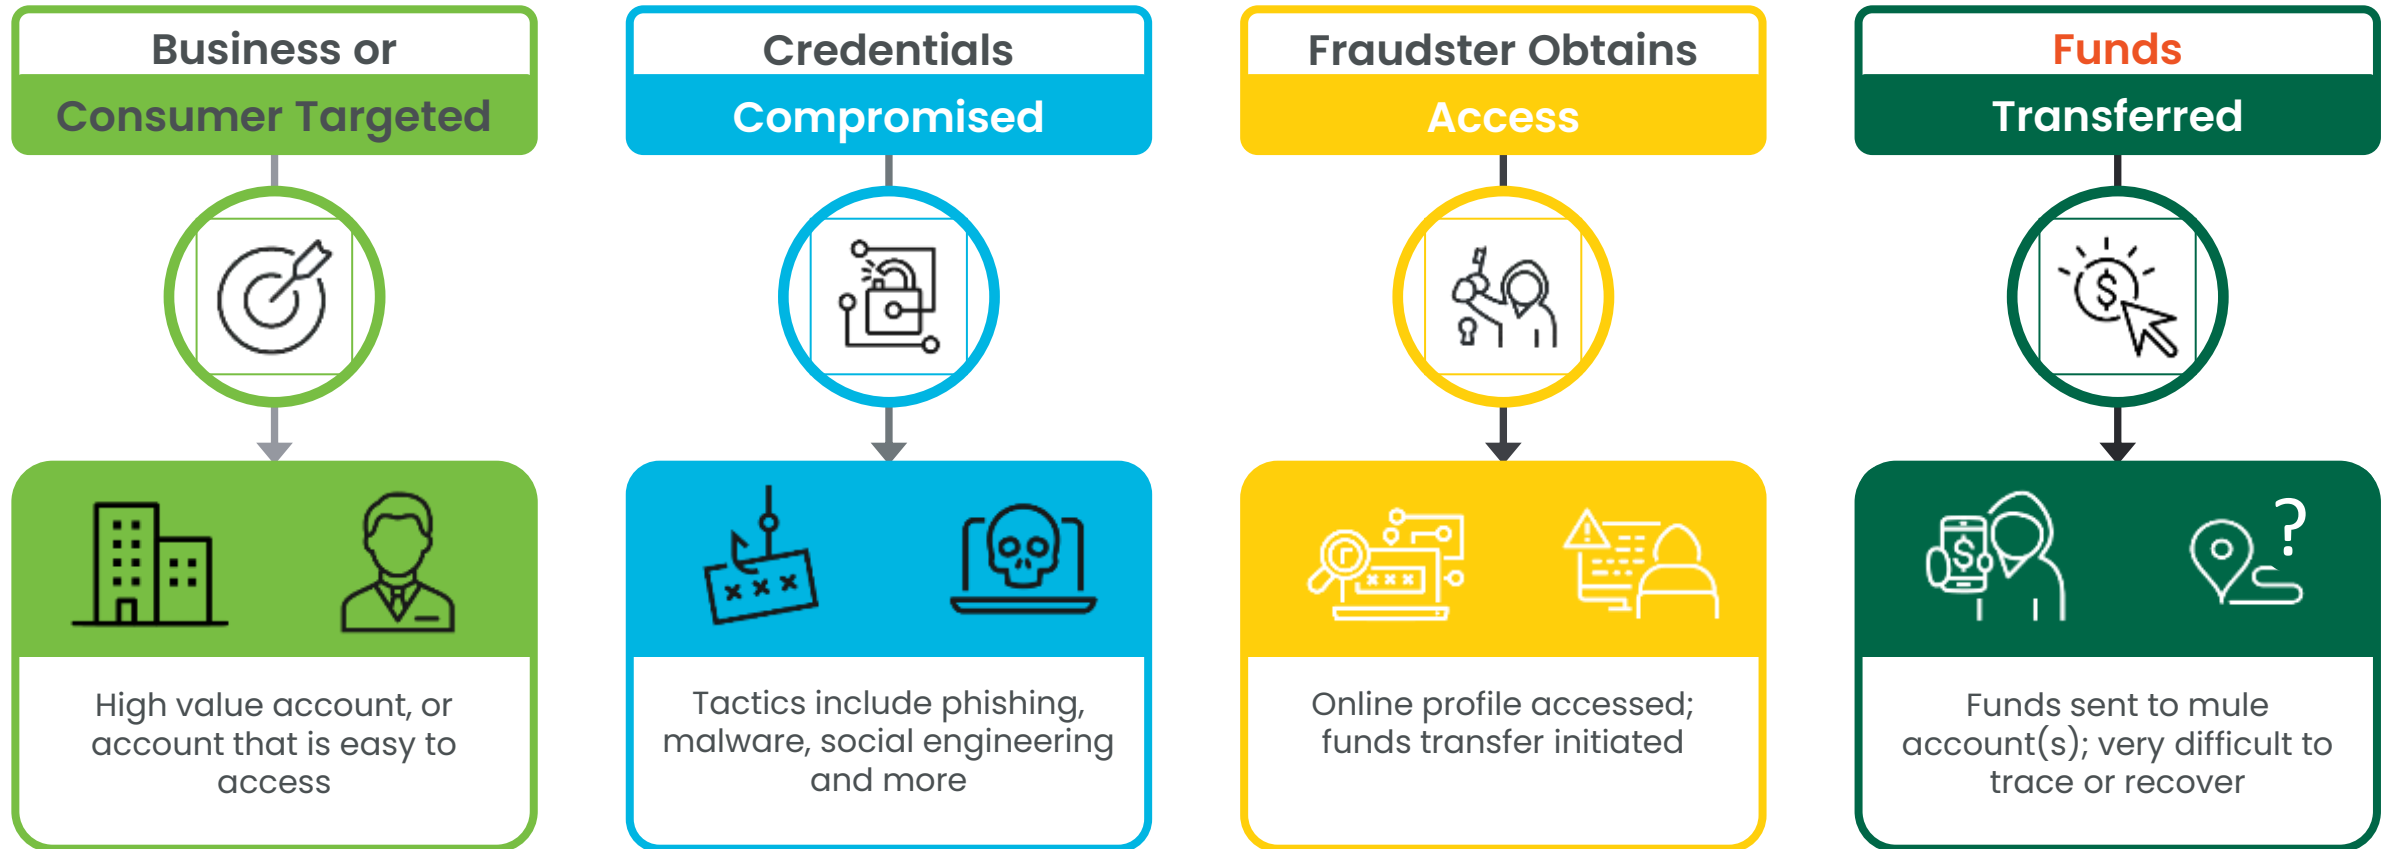 Business or
Consumer Targeted
High value account, or
account that is easy to
access
Credentials
Compromised
xxx
Tactics include phishing,
malware, social engineering
and more
Fraudster Obtains
Access
xxx
Online profile accessed;
funds transfer initiated
Funds
Transferred
$
$
?
Funds sent to mule
account(s); very difficult to
trace or recover